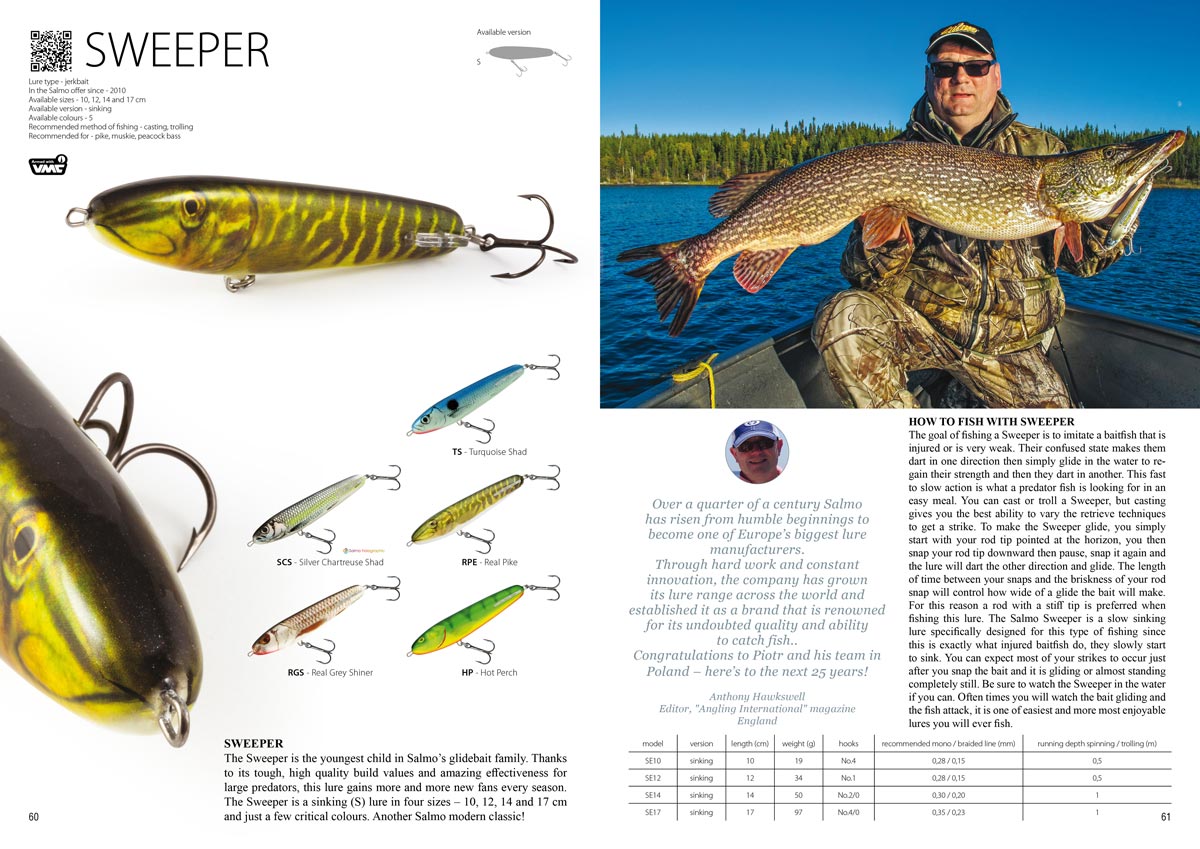 SWEEPER
Lure type - jerkbait
In the Salmo offer since - 2010
Available sizes - 10, 12, 14 and 17 cm
Available version - sinking
Available colours - 5
Recommended method of fishing - casting, trolling
Recommended for - pike, muskie, peacock bass
Armed with
VMC
Available version
S
TS - Turquoise Shad
SCS - Silver Chartreuse Shad
RPE - Real Pike
RGS - Real Grey Shiner
HP - Hot Perch
SWEEPER
The Sweeper is the youngest child in Salmo's glidebait family. Thanks
to its tough, high quality build values and amazing effectiveness for
large predators, this lure gains more and more new fans every season.
The Sweeper is a sinking (S) lure in four sizes – 10, 12, 14 and 17 cm
and just a few critical colours. Another Salmo modern classic!
60
Over a quarter of a century Salmo
has risen from humble beginnings to
become one of Europe's biggest lure
manufacturers.
Through hard work and constant
innovation, the company has grown
its lure range across the world and
established it as a brand that is renowned
for its undoubted quality and ability
to catch fish..
Congratulations to Piotr and his team in
Poland – here's to the next 25 years!
Anthony Hawkswell
Editor, "Angling International" magazine
England
HOW TO FISH WITH SWEEPER
The goal of fishing a Sweeper is to imitate a baitfish that is
injured or is very weak. Their confused state makes them
dart in one direction then simply glide in the water to re-
gain their strength and then they dart in another. This fast
to slow action is what a predator fish is looking for in an
easy meal. You can cast or troll a Sweeper, but casting
gives you the best ability to vary the retrieve techniques
to get a strike. To make the Sweeper glide, you simply
start with your rod tip pointed at the horizon, you then
snap your rod tip downward then pause, snap it again and
the lure will dart the other direction and glide. The length
of time between your snaps and the briskness of your rod
snap will control how wide of a glide the bait will make.
For this reason a rod with a stiff tip is preferred when
fishing this lure. The Salmo Sweeper is a slow sinking
lure specifically designed for this type of fishing since
this is exactly what injured baitfish do, they slowly start
to sink. You can expect most of your strikes to occur just
after you snap the bait and it is gliding or almost standing
completely still. Be sure to watch the Sweeper in the water
if you can. Often times you will watch the bait gliding and
the fish attack, it is one of easiest and more most enjoyable
lures you will ever fish.
model version length (cm) weight (g) hooks recommended mono / braided line (mm) running depth spinning / trolling (m)
SE10 sinking 10 19 No.4 0,28 / 0,15 0,5
SE12 sinking 12 34 No.1 0,28 / 0,15 0,5
SE14 sinking 14 50 No.2/0 0,30 / 0,20 1
SE17 sinking 17 97 No.4/0 0,35 / 0,23 1
61